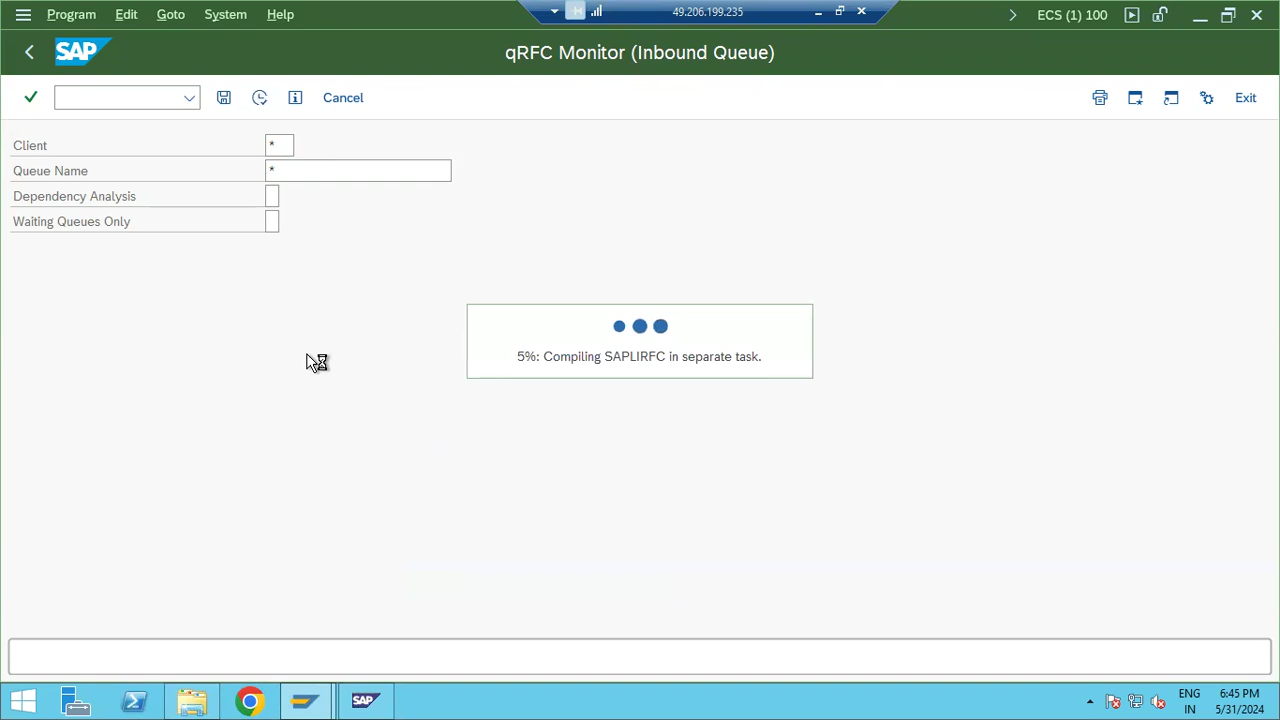 Program Edit Goto System Help
49.206.199.235
ECS (1) 100
SAP
qRFC Monitor (Inbound Queue)
Cancel
Exit
Client *
Queue Name *
Dependency Analysis
Waiting Queues Only
5%: Compiling SAPLIRFC in separate task.
SAP
ENG 6:45 PM
IN 5/31/2024